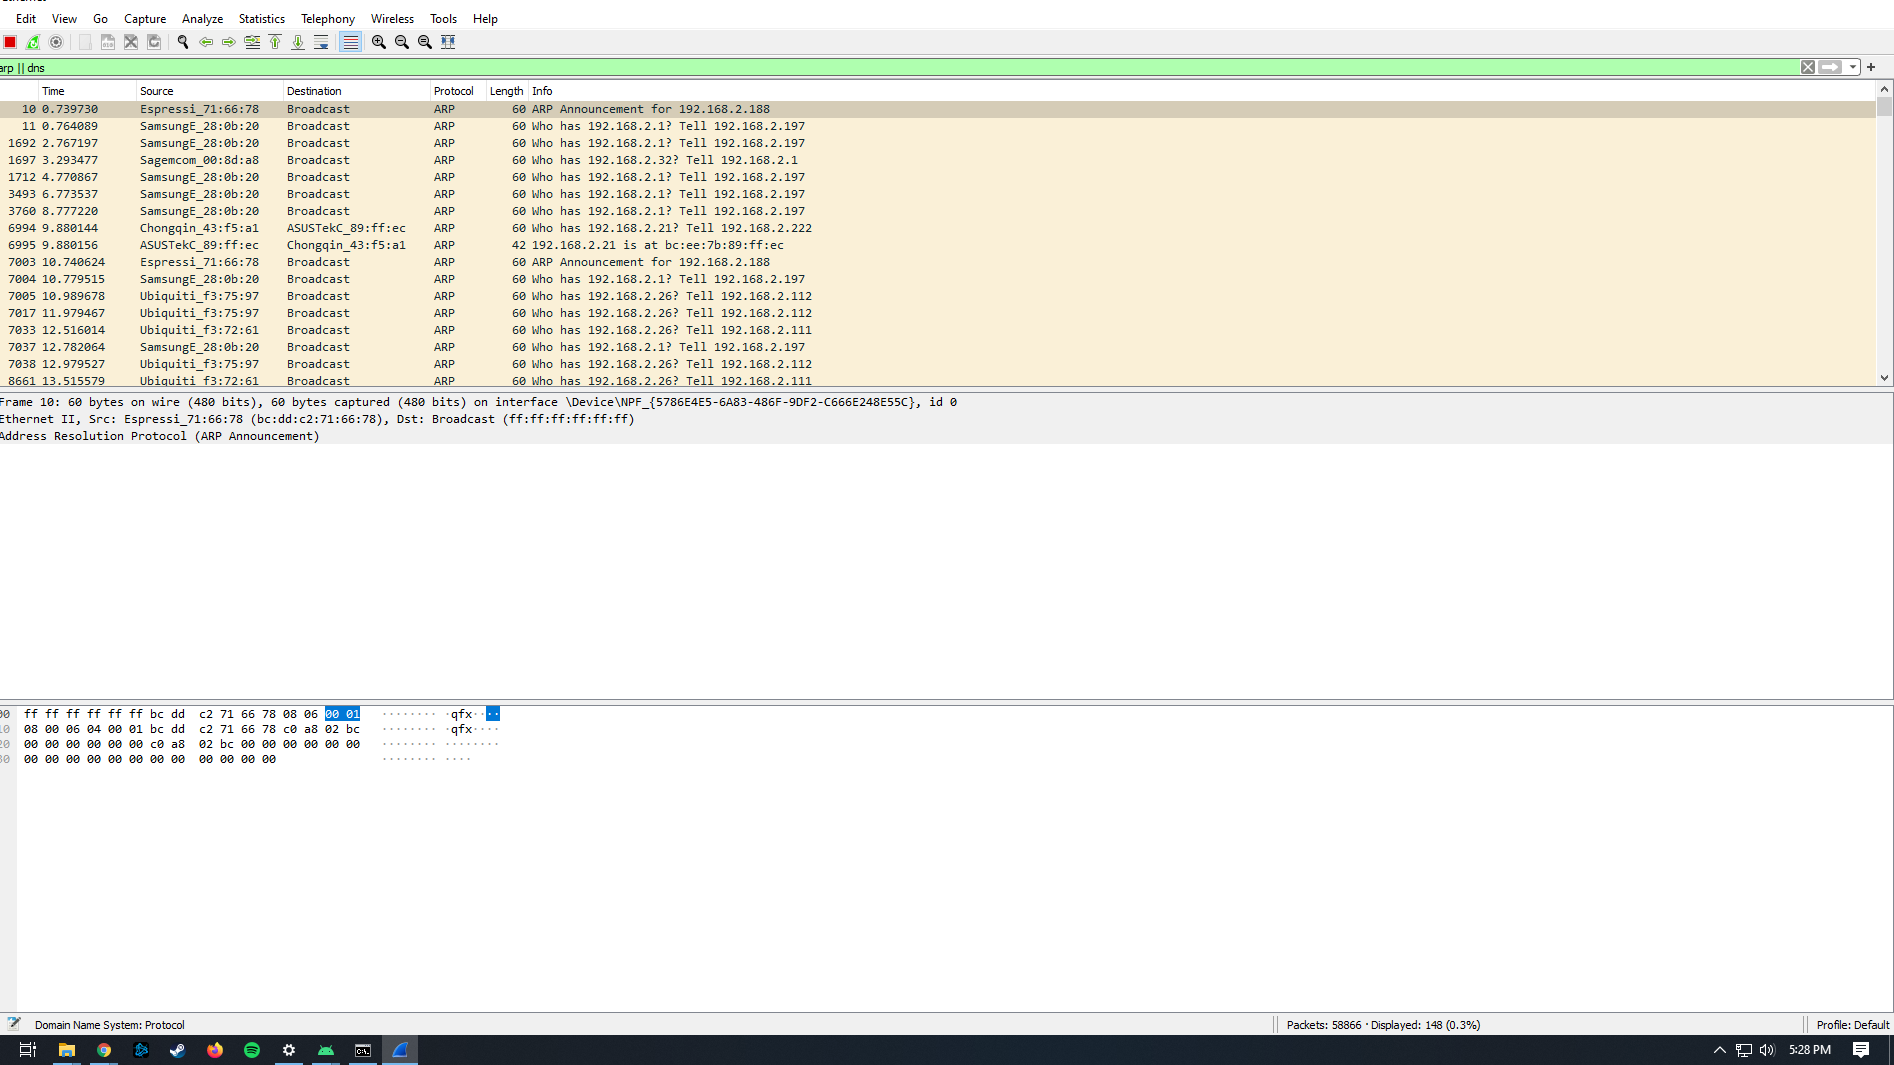 Edit View Go Capture Analyze Statistics Telephony Wireless Tools Help
arp || dns
Time Source Destination Protocol Length Info
10 0.739730 Espressi_71:66:78 Broadcast ARP 60 ARP Announcement for 192.168.2.188
11 0.764089 SamsungE_28:0b:20 Broadcast ARP 60 Who has 192.168.2.1? Tell 192.168.2.197
1692 2.767197 SamsungE_28:0b:20 Broadcast ARP 60 Who has 192.168.2.1? Tell 192.168.2.197
1697 3.293477 Sagemcom_00:8d:a8 Broadcast ARP 60 Who has 192.168.2.32? Tell 192.168.2.1
1712 4.770867 SamsungE_28:0b:20 Broadcast ARP 60 Who has 192.168.2.1? Tell 192.168.2.197
3493 6.773537 SamsungE_28:0b:20 Broadcast ARP 60 Who has 192.168.2.1? Tell 192.168.2.197
3760 8.777220 SamsungE_28:0b:20 Broadcast ARP 60 Who has 192.168.2.1? Tell 192.168.2.197
6994 9.880144 Chongqin_43:f5:a1 ASUSTekC_89:ff:ec ARP 60 Who has 192.168.2.21? Tell 192.168.2.222
6995 9.880156 ASUSTekC_89:ff:ec Chongqin_43:f5:a1 ARP 42 192.168.2.21 is at bc:ee:7b:89:ff:ec
7003 10.740624 Espressi_71:66:78 Broadcast ARP 60 ARP Announcement for 192.168.2.188
7004 10.779515 SamsungE_28:0b:20 Broadcast ARP 60 Who has 192.168.2.1? Tell 192.168.2.197
7005 10.989678 Ubiquiti_f3:75:97 Broadcast ARP 60 Who has 192.168.2.26? Tell 192.168.2.112
7017 11.979467 Ubiquiti_f3:75:97 Broadcast ARP 60 Who has 192.168.2.26? Tell 192.168.2.112
7033 12.516014 Ubiquiti_f3:72:61 Broadcast ARP 60 Who has 192.168.2.26? Tell 192.168.2.111
7037 12.782064 SamsungE_28:0b:20 Broadcast ARP 60 Who has 192.168.2.1? Tell 192.168.2.197
7038 12.979527 Ubiquiti_f3:75:97 Broadcast ARP 60 Who has 192.168.2.26? Tell 192.168.2.112
8661 13.515579 Ubiquiti_f3:72:61 Broadcast ARP 60 Who has 192.168.2.26? Tell 192.168.2.111
Frame 10: 60 bytes on wire (480 bits), 60 bytes captured (480 bits) on interface \Device\NPF_{5786E4E5-6A83-486F-9DF2-C666E248E55C}, id 0
Ethernet II, Src: Espressi_71:66:78 (bc:dd:c2:71:66:78), Dst: Broadcast (ff:ff:ff:ff:ff:ff)
Address Resolution Protocol (ARP Announcement)
00 ff ff ff ff ff ff bc dd c2 71 66 78 08 06 00 01 ········ ·qfx····
10 08 00 06 04 00 01 bc dd c2 71 66 78 c0 a8 02 bc ········ ·qfx····
20 00 00 00 00 00 00 c0 a8 02 bc 00 00 00 00 00 00 ········ ········
30 00 00 00 00 00 00 00 00 00 00 00 00 ········ ····
Domain Name System: Protocol Packets: 58866 · Displayed: 148 (0.3%) Profile: Default
5:28 PM